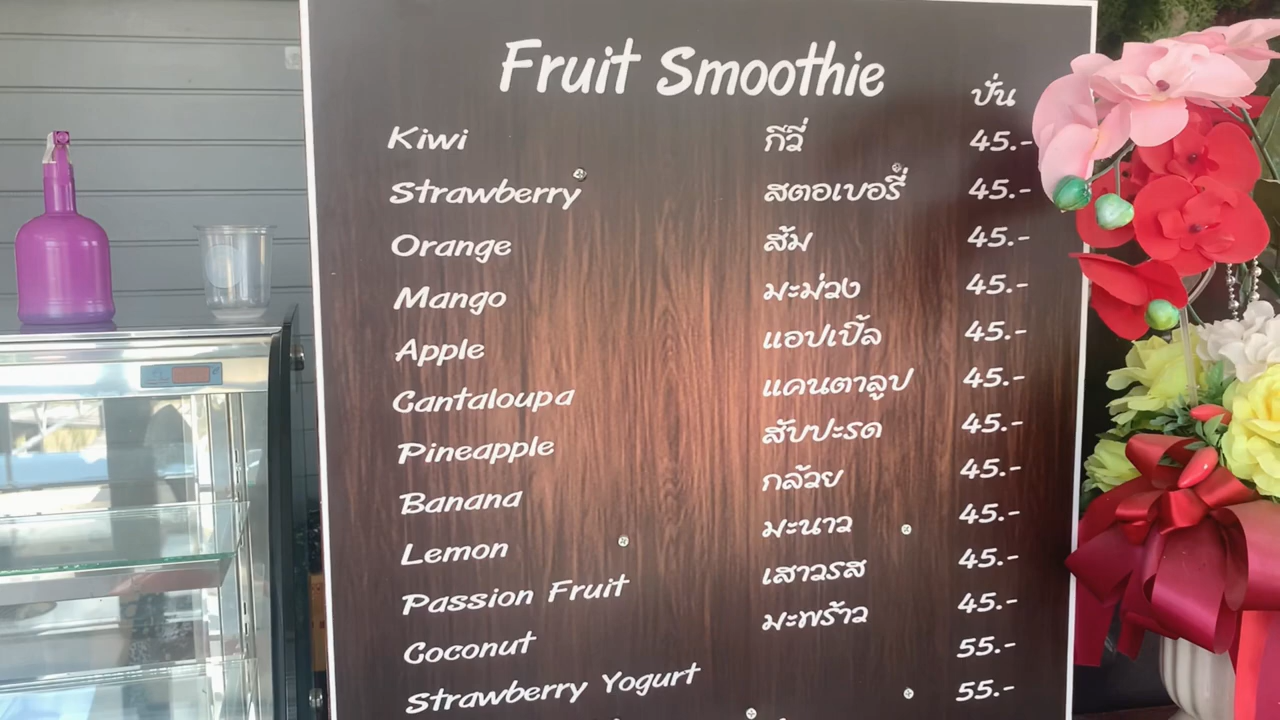 Fruit Smoothie
ปั่น
Kiwi กีวี่ 45.-
Strawberry สตอเบอรี่ 45.-
Orange ส้ม 45.-
Mango มะม่วง 45.-
Apple แอปเปิ้ล 45.-
Cantaloupa แคนตาลูป 45.-
Pineapple สับปะรด 45.-
Banana กล้วย 45.-
Lemon มะนาว 45.-
Passion Fruit เสาวรส 45.-
Coconut มะพร้าว 45.-
Strawberry Yogurt 55.-
55.-